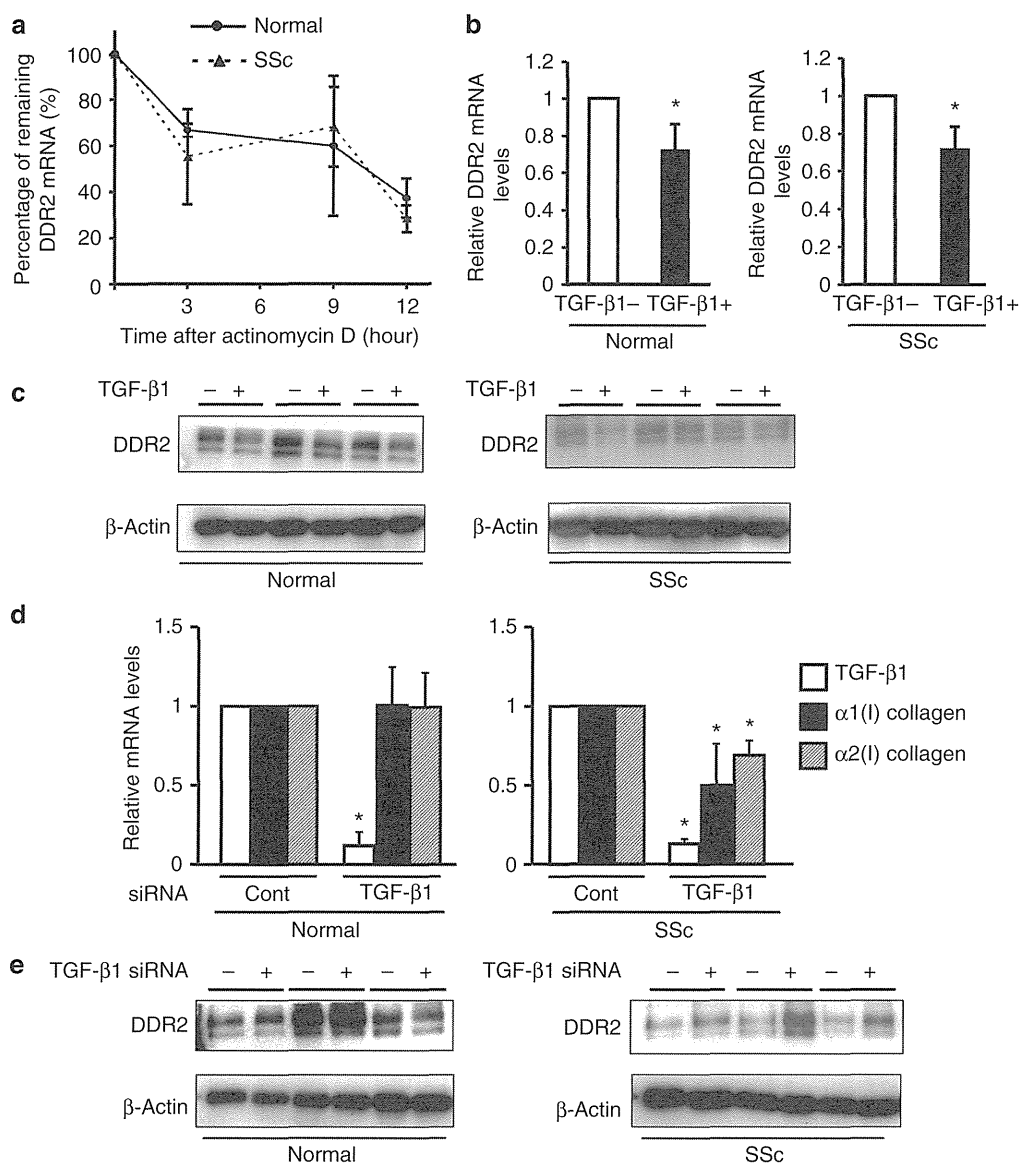 a
Normal
SSc
Percentage of remaining
DDR2 mRNA (%)
100
80
60
40
20
0
3
6
9
12
Time after actinomycin D (hour)
b
Relative DDR2 mRNA
levels
1.2
1
0.8
0.6
0.4
0.2
0
*
TGF-β1– TGF-β1+
Normal
Relative DDR2 mRNA
levels
1.2
1
0.8
0.6
0.4
0.2
0
*
TGF-β1– TGF-β1+
SSc
c
TGF-β1 – + – + – +
DDR2
β-Actin
Normal
TGF-β1 – + – + – +
DDR2
β-Actin
SSc
d
Relative mRNA levels
1.5
1
0.5
0
*
siRNA Cont TGF-β1
Normal
1.5
1
0.5
0
* * *
Cont TGF-β1
SSc
TGF-β1
α1(I) collagen
α2(I) collagen
e
TGF-β1 siRNA – + – + – +
DDR2
β-Actin
Normal
TGF-β1 siRNA – + – + – +
DDR2
β-Actin
SSc